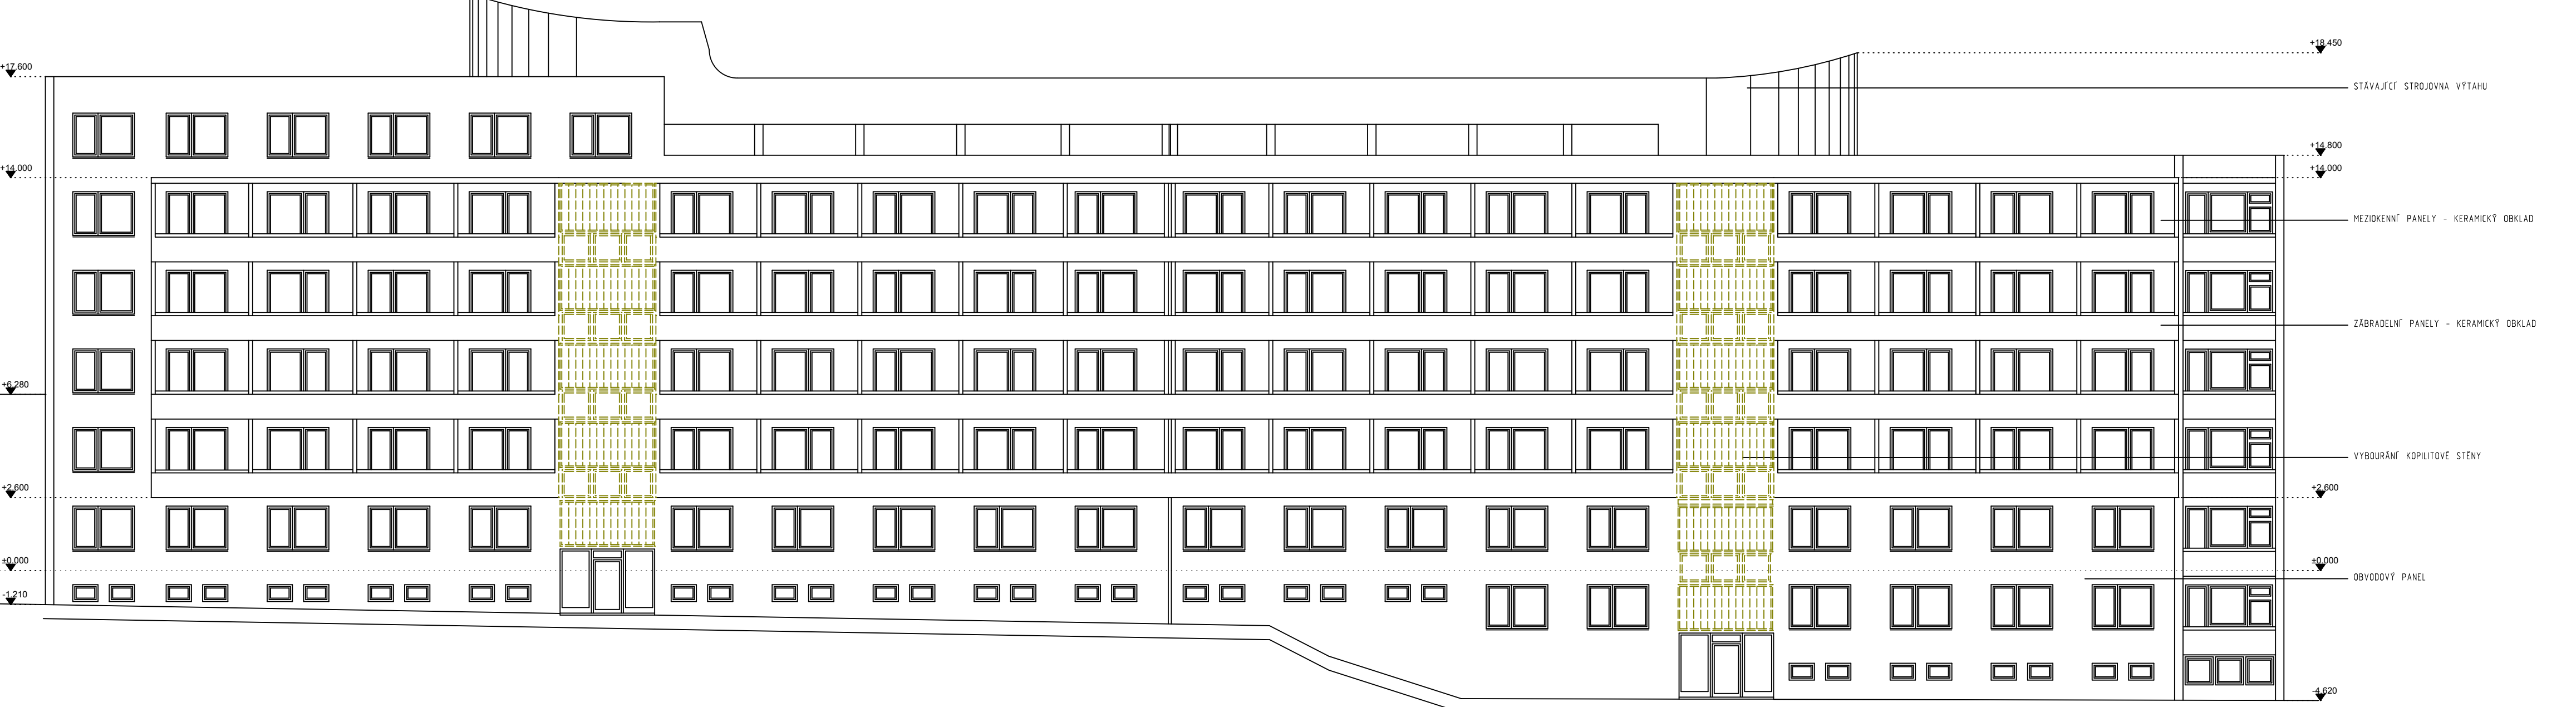 +18.450
+17.600
STÁVAJÍCÍ STROJOVNA VÝTAHU
+14.800
+14.000
+14.000
MEZIOKENNÍ PANELY - KERAMICKÝ OBKLAD
ZÁBRADELNÍ PANELY - KERAMICKÝ OBKLAD
+6.280
VYBOURÁNÍ KOPILITOVÉ STĚNY
+2.600
+2.600
±0.000
±0.000
OBVODOVÝ PANEL
-1.210
-4.620